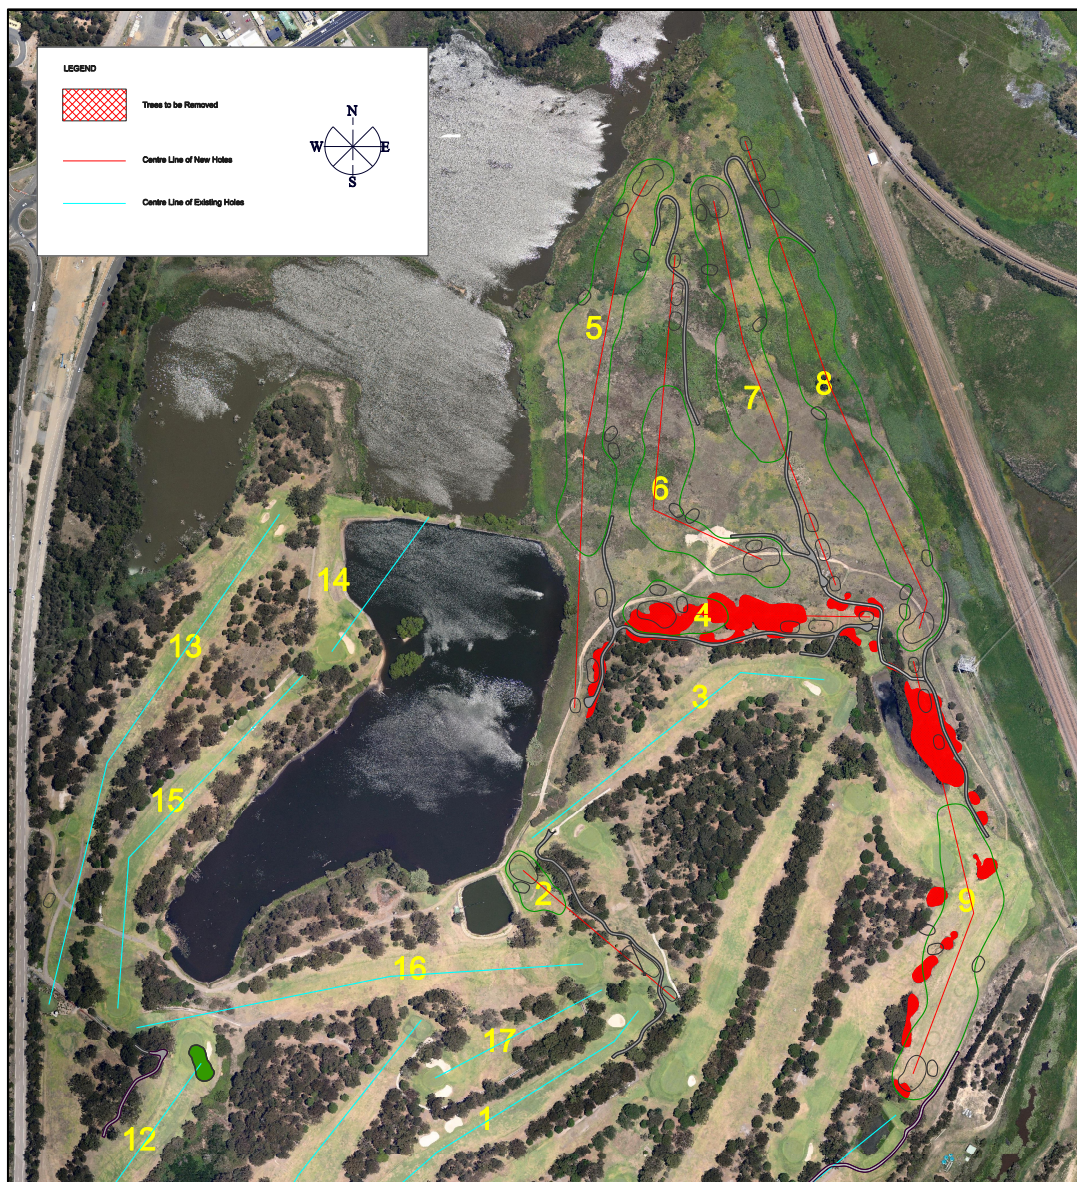 LEGEND
Trees to be Removed
Centre Line of New Holes
Centre Line of Existing Holes
N
W E
S
5
8
7
6
14
4
13
3
15
2
9
16
17
1
12